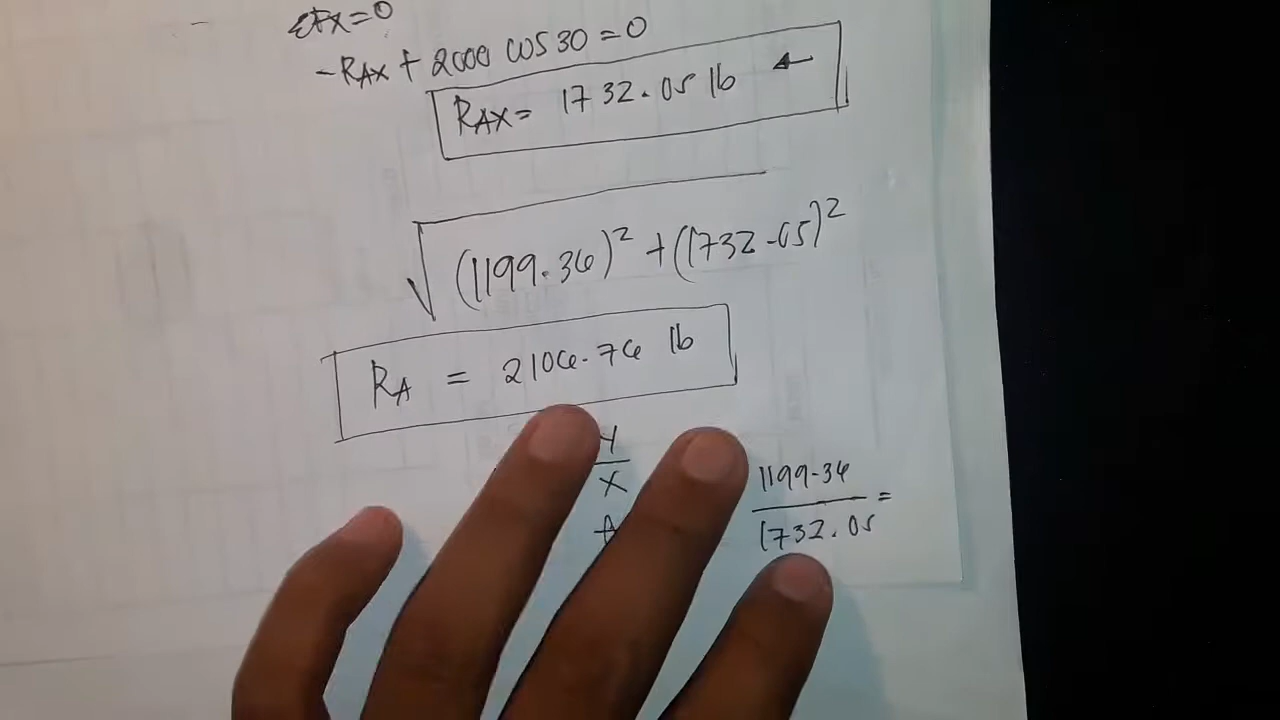 ΣFx=0
-RAX + 2000 cos 30 = 0
RAX = 1732.05 lb ←
√(1199.36)² + (1732.05)²
RA = 2106.76 lb
Y
X
1199.36
1732.05 =